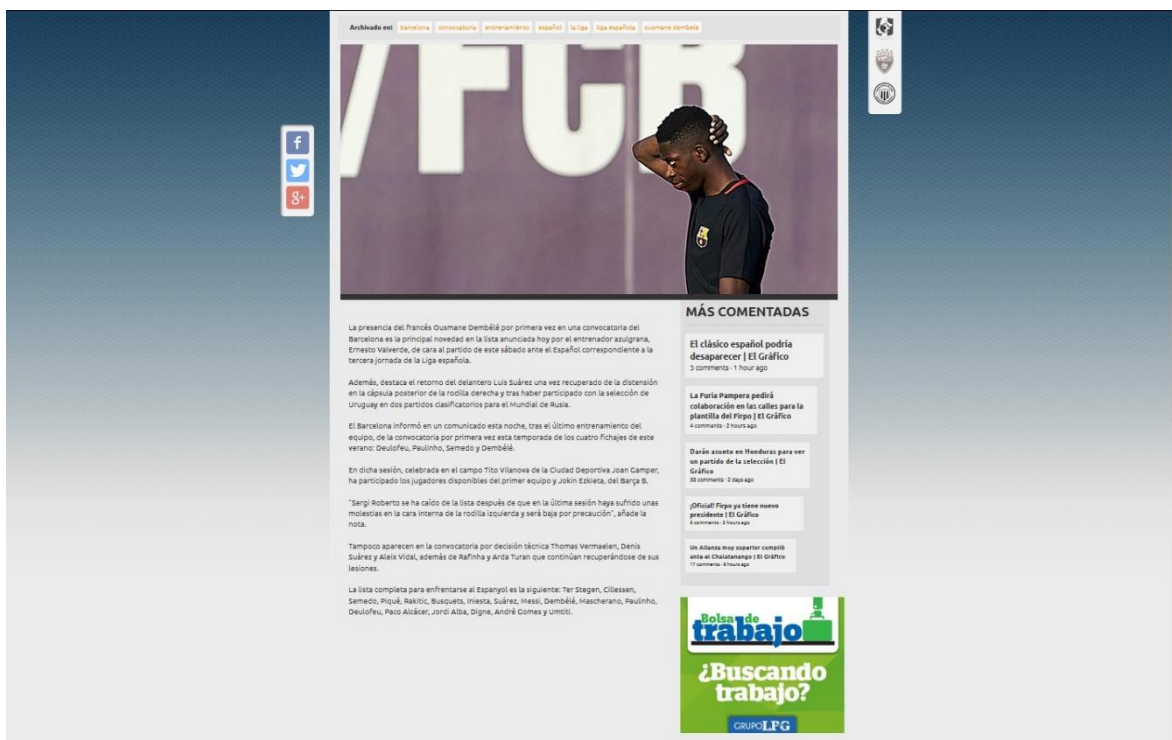 Archivado en: barcelona convocatoria entrenamiento español la liga liga española ousmane dembelé
/FCB
f
g+
La presencia del francés Ousmane Dembélé por primera vez en una convocatoria del
Barcelona es la principal novedad en la lista anunciada hoy por el entrenador azulgrana,
Ernesto Valverde, de cara al partido de este sábado ante el Español correspondiente a la
tercera jornada de la Liga española.
Además, destaca el retorno del delantero Luis Suárez una vez recuperado de la distensión
en la cápsula posterior de la rodilla derecha y tras haber participado con la selección de
Uruguay en dos partidos clasificatorios para el Mundial de Rusia.
El Barcelona informó en un comunicado esta noche, tras el último entrenamiento del
equipo, de la convocatoria por primera vez esta temporada de los cuatro fichajes de este
verano: Deulofeu, Paulinho, Semedo y Dembélé.
En dicha sesión, celebrada en el campo Tito Vilanova de la Ciudad Deportiva Joan Gamper,
ha participado los jugadores disponibles del primer equipo y Jokin Ezkieta, del Barça B.
"Sergi Roberto se ha caído de la lista después de que en la última sesión haya sufrido unas
molestias en la cara interna de la rodilla izquierda y será baja por precaución", añade la
nota.
Tampoco aparecen en la convocatoria por decisión técnica Thomas Vermaelen, Denis
Suárez y Aleix Vidal, además de Rafinha y Arda Turan que continúan recuperándose de sus
lesiones.
La lista completa para enfrentarse al Espanyol es la siguiente: Ter Stegen, Cillessen,
Semedo, Piqué, Rakitic, Busquets, Iniesta, Suárez, Messi, Dembélé, Mascherano, Paulinho,
Deulofeu, Paco Alcácer, Jordi Alba, Digne, André Gomes y Umtiti.
MÁS COMENTADAS
El clásico español podría
desaparecer | El Gráfico
3 comments · 1 hour ago
La Furia Pampera pedirá
colaboración en las calles para la
plantilla del Firpo | El Gráfico
4 comments · 2 hours ago
Darán asueto en Honduras para ver
un partido de la selección | El
Gráfico
58 comments · 2 days ago
¡Oficial! Firpo ya tiene nuevo
presidente | El Gráfico
5 comments · 5 hours ago
Un Alianza muy superior cumplió
ante el Chalatenango | El Gráfico
17 comments · 6 hours ago
Bolsa de
trabajo
¿Buscando
trabajo?
GRUPO LPG